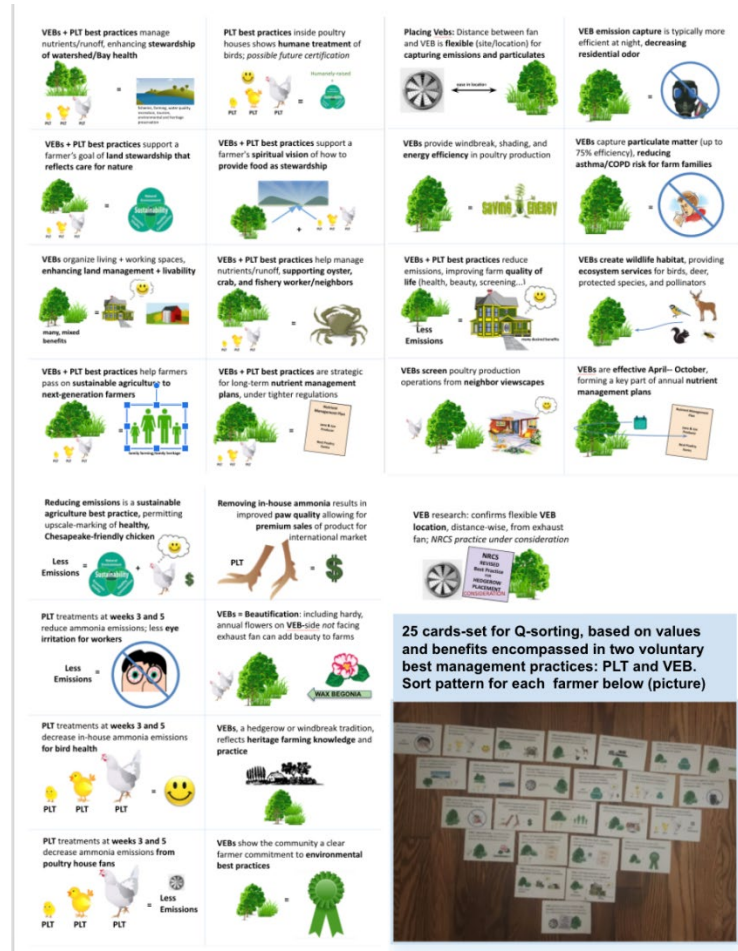 VEBs + PLT best practices manage
nutrients/runoff, enhancing stewardship
of watershed/Bay health
PLT PLT PLT
PLT best practices inside poultry
houses shows humane treatment of
birds; possible future certification
Humanely-raised
PLT PLT PLT
Placing Vebs: Distance between fan
and VEB is flexible (site/location) for
capturing emissions and particulates
VEB emission capture is typically more
efficient at night, decreasing
residential odor
VEBs + PLT best practices support a
farmer's goal of land stewardship that
reflects care for nature
Sustainability
VEBs + PLT best practices support a
farmer's spiritual vision of how to
provide food as stewardship
VEBs provide windbreak, shading, and
energy efficiency in poultry production
SAVING ENERGY
VEBs capture particulate matter (up to
75% efficiency), reducing
asthma/COPD risk for farm families
VEBs organize living + working spaces,
enhancing land management + livability
many, mixed
benefits
VEBs + PLT best practices help manage
nutrients/runoff, supporting oyster,
crab, and fishery worker/neighbors
VEBs + PLT best practices reduce
emissions, improving farm quality of
life (health, beauty, screening...)
Less
Emissions
VEBs create wildlife habitat, providing
ecosystem services for birds, deer,
protected species, and pollinators
VEBs + PLT best practices help farmers
pass on sustainable agriculture to
next-generation farmers
VEBs + PLT best practices are strategic
for long-term nutrient management
plans, under tighter regulations
Nutrient
Management Plan
VEBs screen poultry production
operations from neighbor viewscapes
VEBs are effective April-- October,
forming a key part of annual nutrient
management plans
Nutrient
Management Plan
Reducing emissions is a sustainable
agriculture best practice, permitting
upscale-marking of healthy,
Chesapeake-friendly chicken
Less
Emissions
=
Sustainability
+
$
Removing in-house ammonia results in
improved paw quality allowing for
premium sales of product for
international market
PLT
= $
VEB research: confirms flexible VEB
location, distance-wise, from exhaust
fan; NRCS practice under consideration
NRCS
REVISED
Best Practice
HEDGEROW
PLACEMENT
CONSIDERATION
PLT treatments at weeks 3 and 5
reduce ammonia emissions; less eye
irritation for workers
Less
Emissions
=
VEBs = Beautification: including hardy,
annual flowers on VEB-side not facing
exhaust fan can add beauty to farms
WAX BEGONIA
25 cards-set for Q-sorting, based on values
and benefits encompassed in two voluntary
best management practices: PLT and VEB.
Sort pattern for each farmer below (picture)
PLT treatments at weeks 3 and 5
decrease in-house ammonia emissions
for bird health
=
PLT PLT PLT
VEBs, a hedgerow or windbreak tradition,
reflects heritage farming knowledge and
practice
PLT treatments at weeks 3 and 5
decrease ammonia emissions from
poultry house fans
= Less
Emissions
PLT PLT PLT
VEBs show the community a clear
farmer commitment to environmental
best practices
=